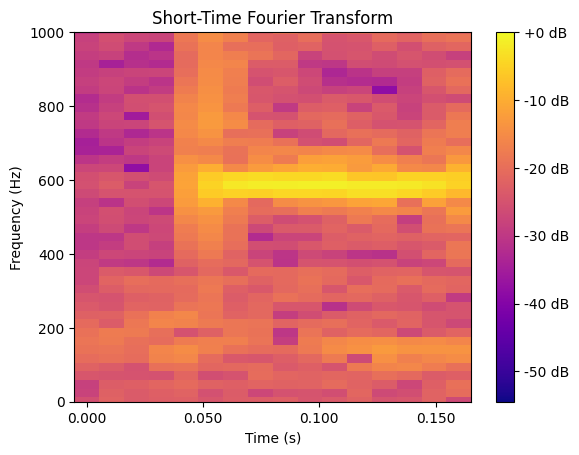 Short-Time Fourier Transform
1000
800
600
400
200
0
Frequency (Hz)
0.000
0.050
0.100
0.150
Time (s)
+0 dB
-10 dB
-20 dB
-30 dB
-40 dB
-50 dB